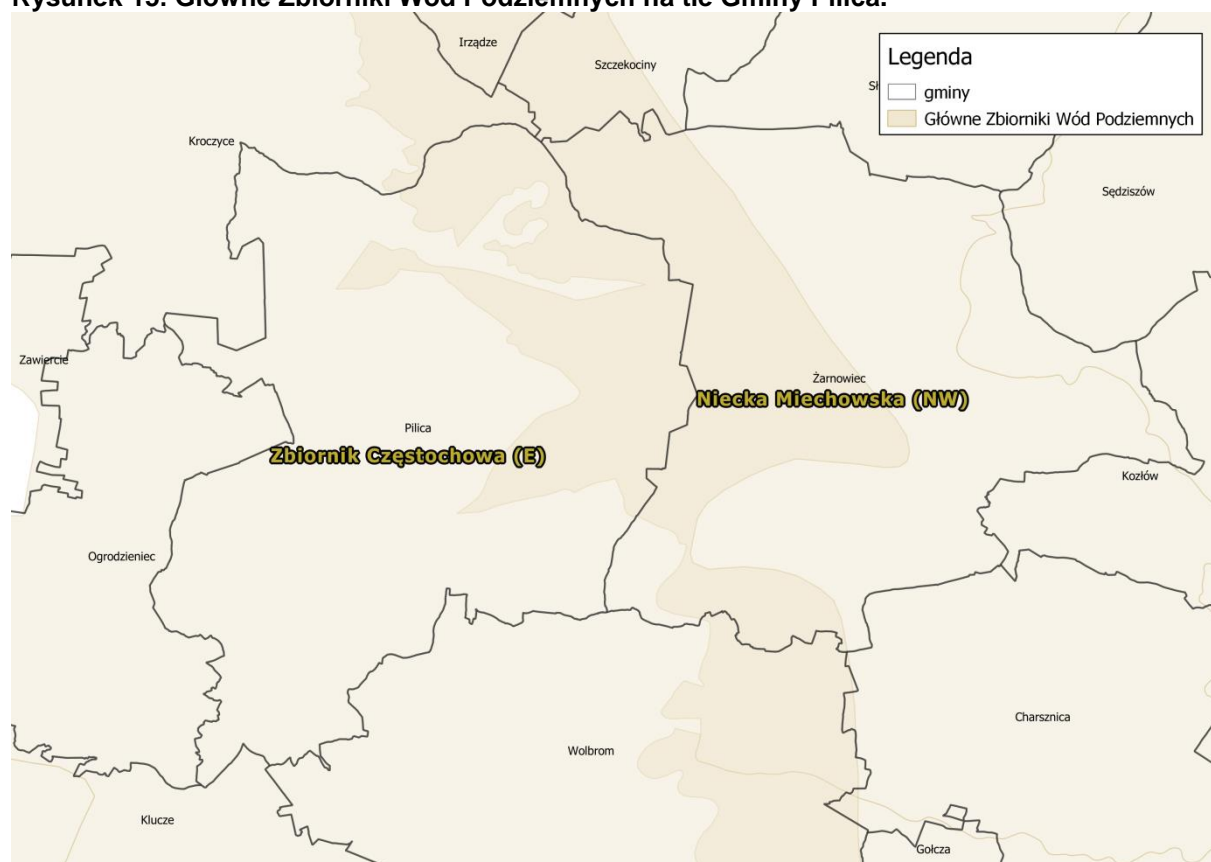 Rysunek 15. Główne Zbiorniki Wód Podziemnych na tle Gminy Pilica.
Irządze
Szczekociny
Legenda
gminy
Główne Zbiorniki Wód Podziemnych
Kroczyce
Sędziszów
Zawiercie
Żarnowiec
Niecka Miechowska (NW)
Pilica
Zbiornik Częstochowa (E)
Kozłów
Ogrodzieniec
Charsznica
Wolbrom
Klucze
Gołcza